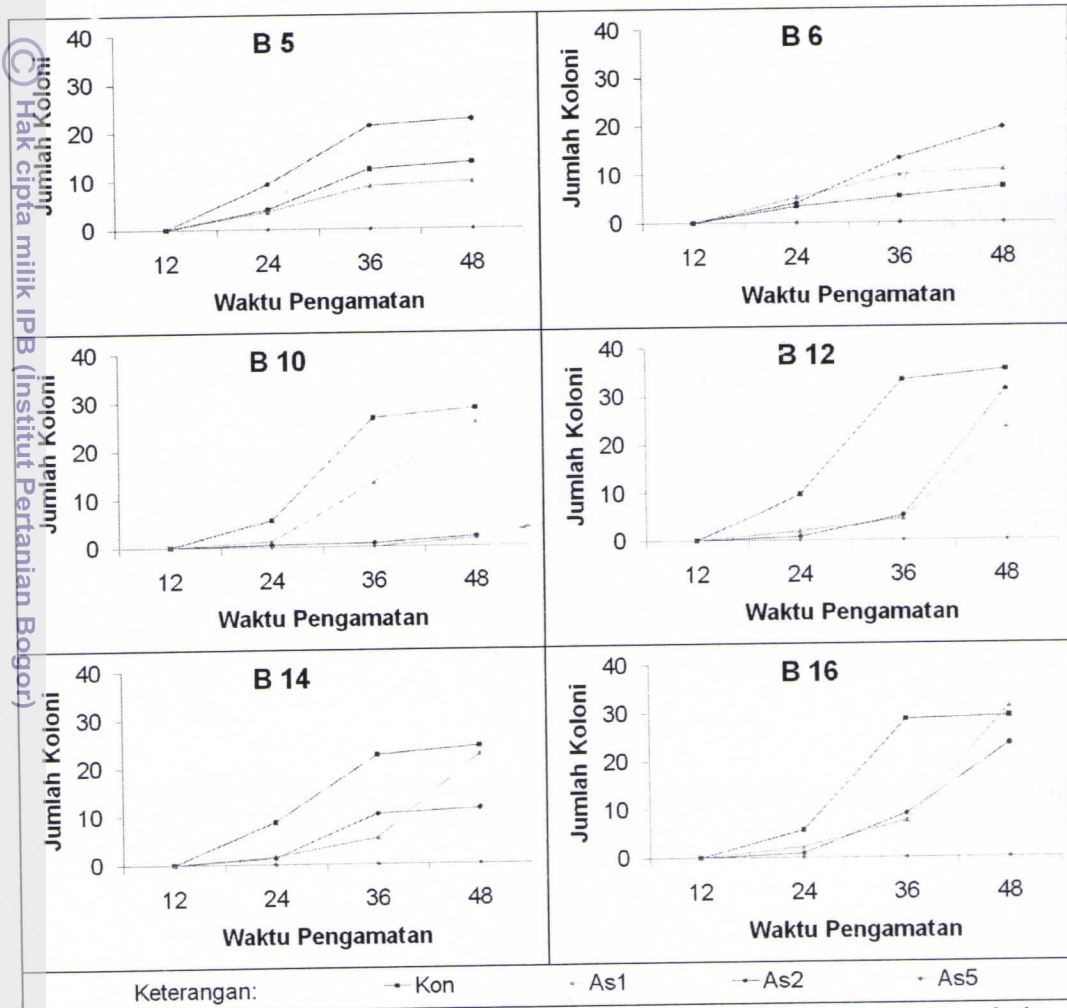 © Hak cipta milik IPB (Institut Pertanian Bogor)
B 5
Jumlah Koloni
40
30
20
10
0
12 24 36 48
Waktu Pengamatan
B 6
Jumlah Koloni
40
30
20
10
0
12 24 36 48
Waktu Pengamatan
B 10
Jumlah Koloni
40
30
20
10
0
12 24 36 48
Waktu Pengamatan
B 12
Jumlah Koloni
40
30
20
10
0
12 24 36 48
Waktu Pengamatan
B 14
Jumlah Koloni
40
30
20
10
0
12 24 36 48
Waktu Pengamatan
B 16
Jumlah Koloni
40
30
20
10
0
12 24 36 48
Waktu Pengamatan
Keterangan: Kon As1 As2 As5